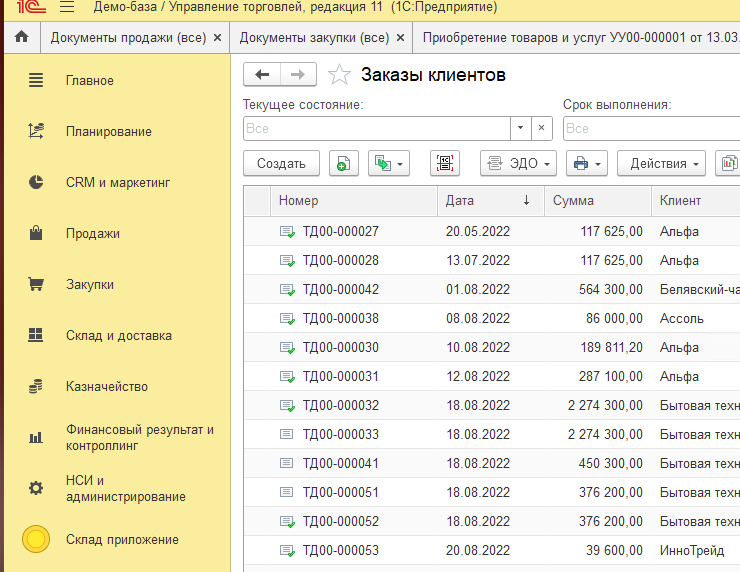 1С Демо-база / Управление торговлей, редакция 11 (1С:Предприятие)
Документы продажи (все) × Документы закупки (все) × Приобретение товаров и услуг УУ00-000001 от 13.03.
Главное
Планирование
CRM и маркетинг
Продажи
Закупки
Склад и доставка
Казначейство
Финансовый результат и
контроллинг
НСИ и
администрирование
Склад приложение
Заказы клиентов
Текущее состояние: Срок выполнения:
Все Все
Создать 1С ЭДО Действия
Номер Дата ↓ Сумма Клиент
ТД00-000027 20.05.2022 117 625,00 Альфа
ТД00-000028 13.07.2022 117 625,00 Альфа
ТД00-000042 01.08.2022 564 300,00 Белявский-ча
ТД00-000038 08.08.2022 86 000,00 Ассоль
ТД00-000030 10.08.2022 189 811,20 Альфа
ТД00-000031 12.08.2022 287 100,00 Альфа
ТД00-000032 18.08.2022 2 274 300,00 Бытовая техн
ТД00-000033 18.08.2022 2 274 300,00 Бытовая техн
ТД00-000041 18.08.2022 450 300,00 Бытовая техн
ТД00-000051 18.08.2022 376 200,00 Бытовая техн
ТД00-000052 18.08.2022 376 200,00 Бытовая техн
ТД00-000053 20.08.2022 39 600,00 ИнноТрейд